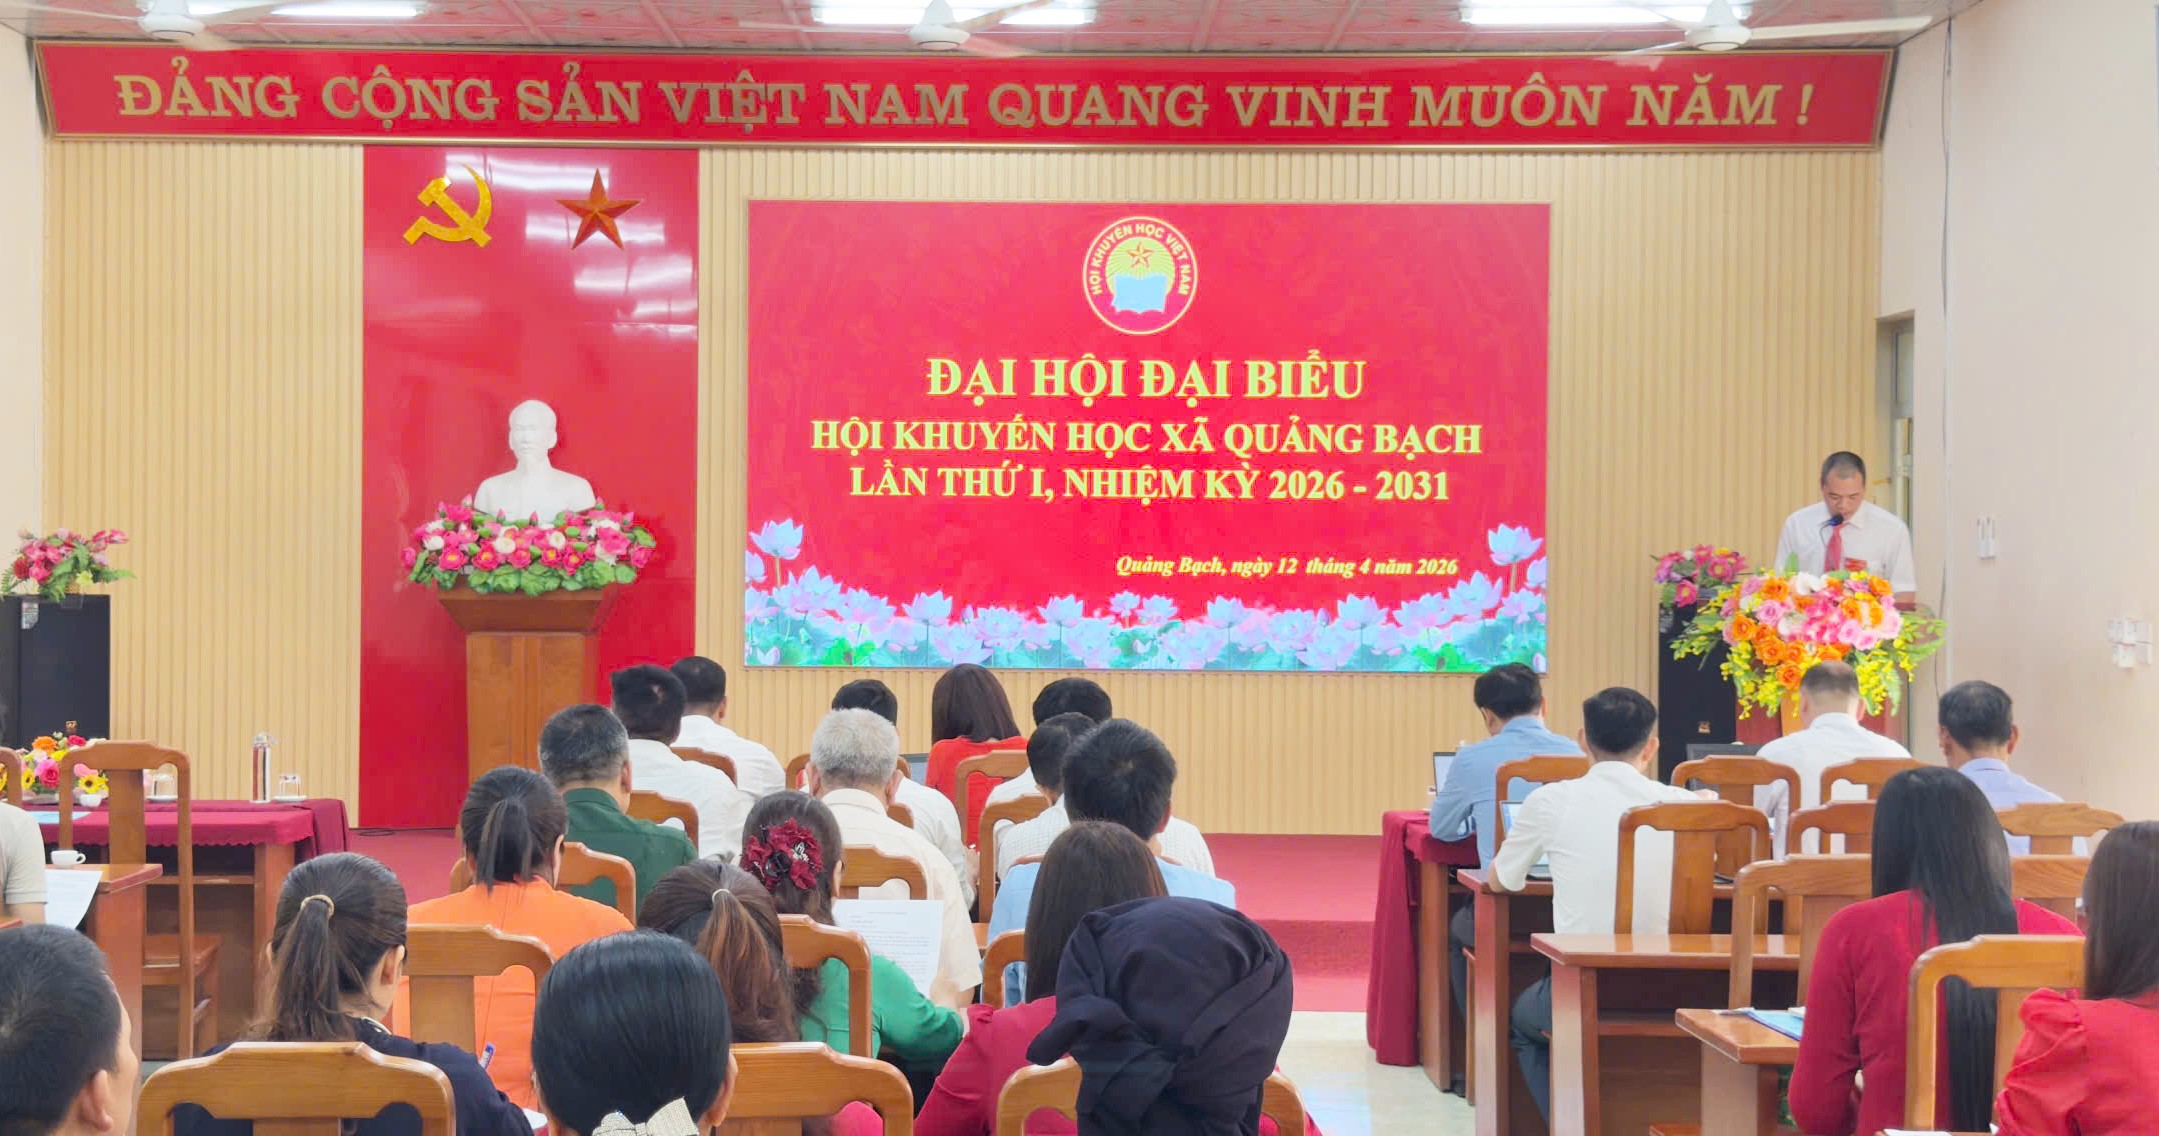 ĐẢNG CỘNG SẢN VIỆT NAM QUANG VINH MUÔN NĂM !
HỘI KHUYẾN HỌC VIỆT NAM
ĐẠI HỘI ĐẠI BIỂU
HỘI KHUYẾN HỌC XÃ QUẢNG BẠCH
LẦN THỨ I, NHIỆM KỲ 2026 - 2031
Quảng Bạch, ngày 12 tháng 4 năm 2026